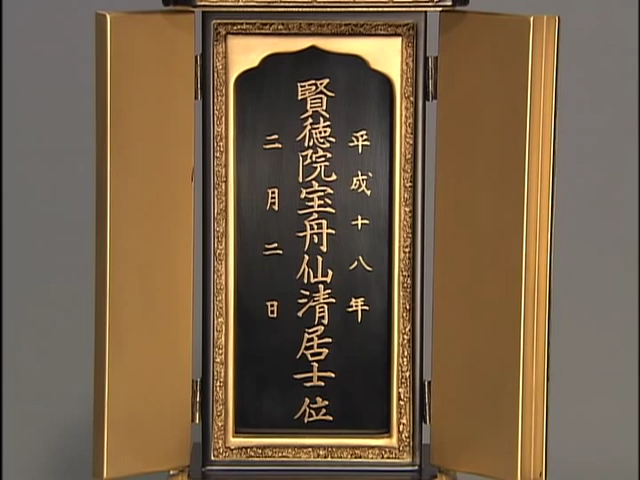 平成十八年
賢徳院宝舟仙清居士位
二月二日